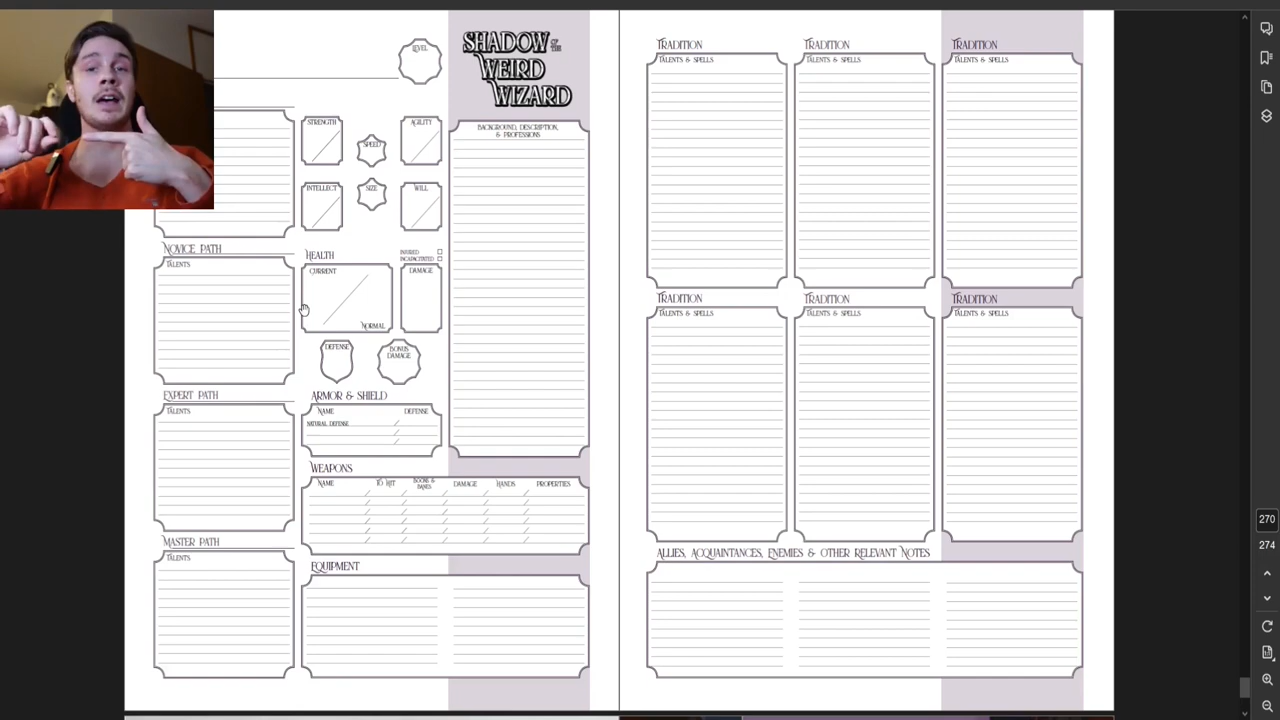 LEVEL
SHADOW OF THE
WEIRD
WIZARD
STRENGTH
AGILITY
SPEED
INTELLECT
SIZE
WILL
BACKGROUND, DESCRIPTION,
& PROFESSIONS
NOVICE PATH
TALENTS
HEALTH
INJURED
INCAPACITATED
CURRENT
NORMAL
DAMAGE
DEFENSE
BONUS
DAMAGE
EXPERT PATH
TALENTS
ARMOR & SHIELD
NAME DEFENSE
NATURAL DEFENSE
WEAPONS
NAME TO HIT BOONS & BANES DAMAGE HANDS PROPERTIES
MASTER PATH
TALENTS
EQUIPMENT
TRADITION TRADITION TRADITION
TALENTS & SPELLS TALENTS & SPELLS TALENTS & SPELLS
TRADITION TRADITION TRADITION
TALENTS & SPELLS TALENTS & SPELLS TALENTS & SPELLS
ALLIES, ACQUAINTANCES, ENEMIES & OTHER RELEVANT NOTES
270
274